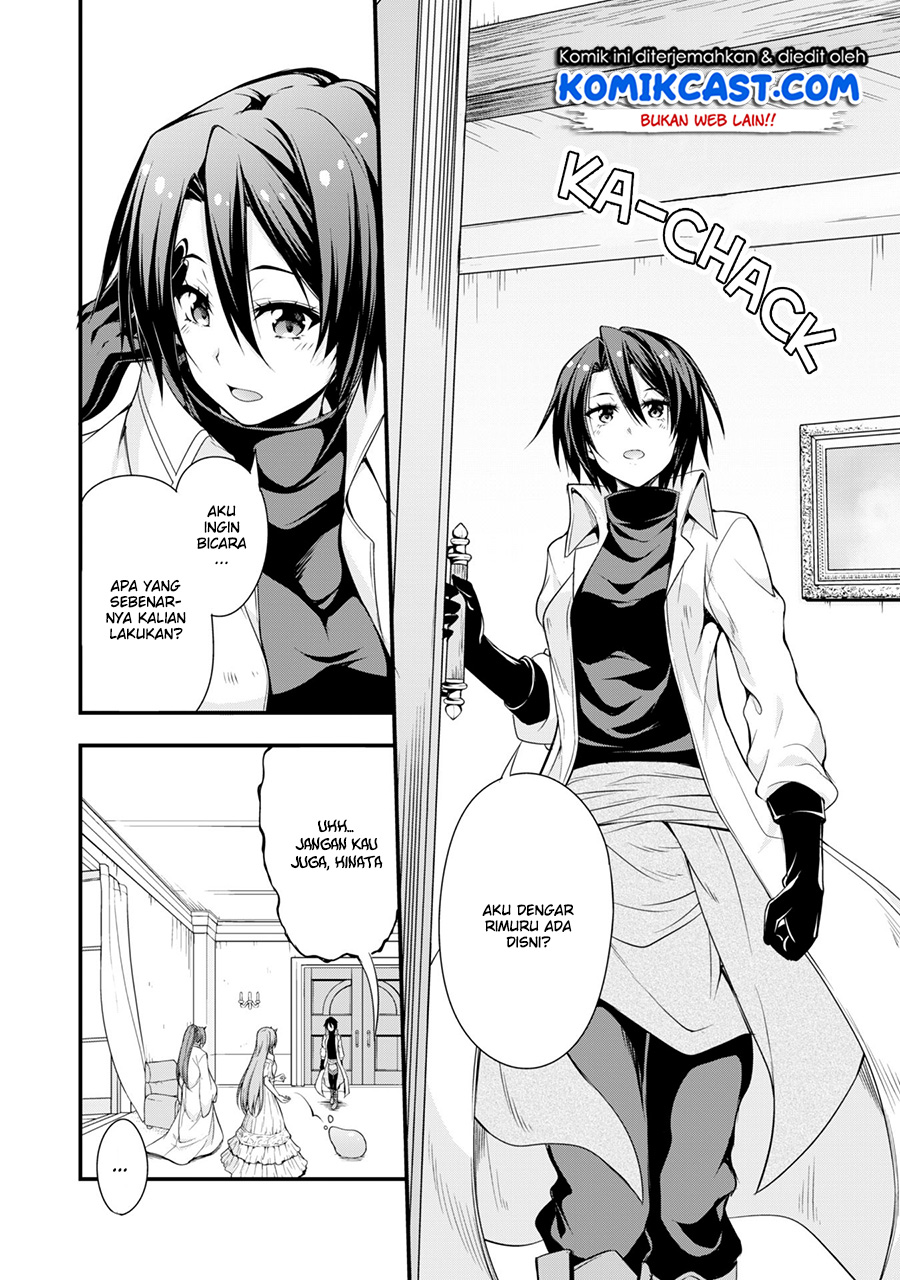 Komik ini diterjemahkan & diedit oleh
KOMIKCAST.COM
BUKAN WEB LAIN!!
KA-CHACK
AKU DENGAR
RIMURU ADA
DISNI?
AKU
INGIN
BICARA
...
APA YANG
SEBENAR-
NYA KALIAN
LAKUKAN?
UHH...
JANGAN KAU
JUGA, HINATA
...